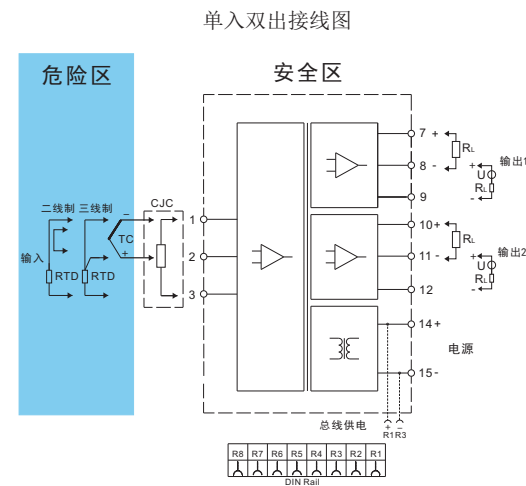 单入双出接线图
危险区
安全区
二线制 三线制
CJC
TC
−
+
输入
RTD
RTD
1
2
3
7 +
8 -
9
RL
+
U
RL
-
输出1
10+
11 -
12
RL
+
U
RL
-
输出2
14+
15-
电源
总线供电
+ −
R1 R3
R8 R7 R6 R5 R4 R3 R2 R1
DIN Rail